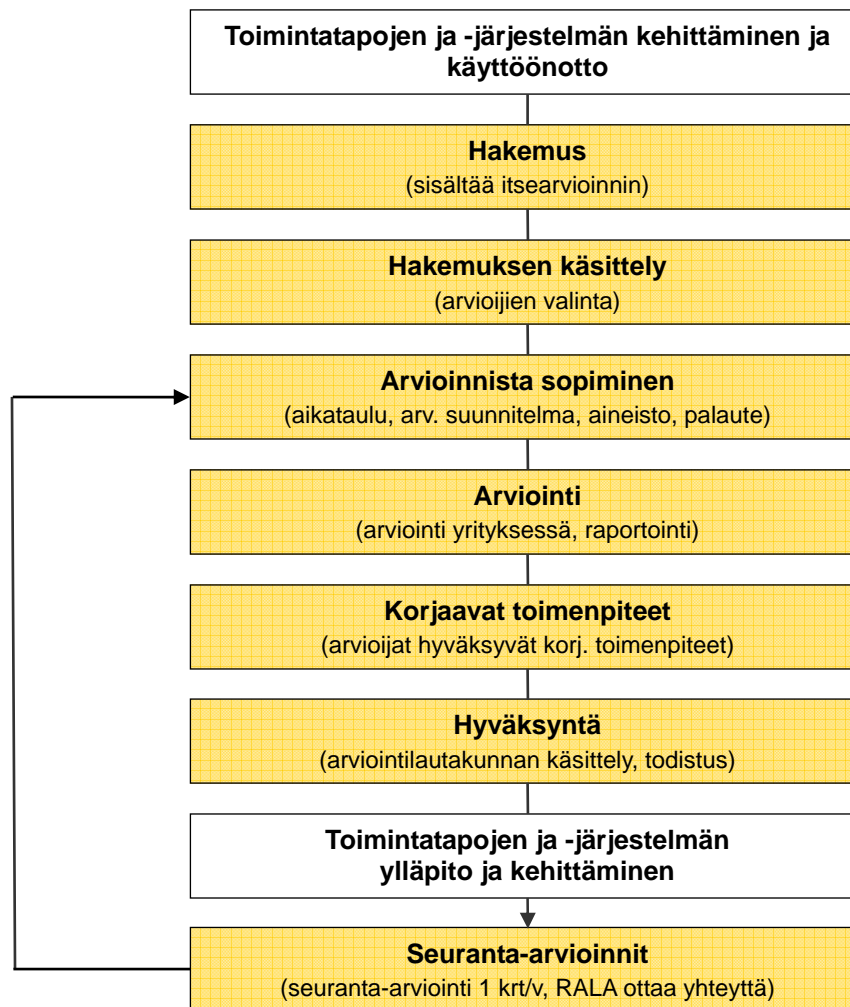 Toimintatapojen ja -järjestelmän kehittäminen ja
käyttöönotto
Hakemus
(sisältää itsearvioinnin)
Hakemuksen käsittely
(arvioijien valinta)
Arvioinnista sopiminen
(aikataulu, arv. suunnitelma, aineisto, palaute)
Arviointi
(arviointi yrityksessä, raportointi)
Korjaavat toimenpiteet
(arvioijat hyväksyvät korj. toimenpiteet)
Hyväksyntä
(arviointilautakunnan käsittely, todistus)
Toimintatapojen ja -järjestelmän
ylläpito ja kehittäminen
Seuranta-arvioinnit
(seuranta-arviointi 1 krt/v, RALA ottaa yhteyttä)